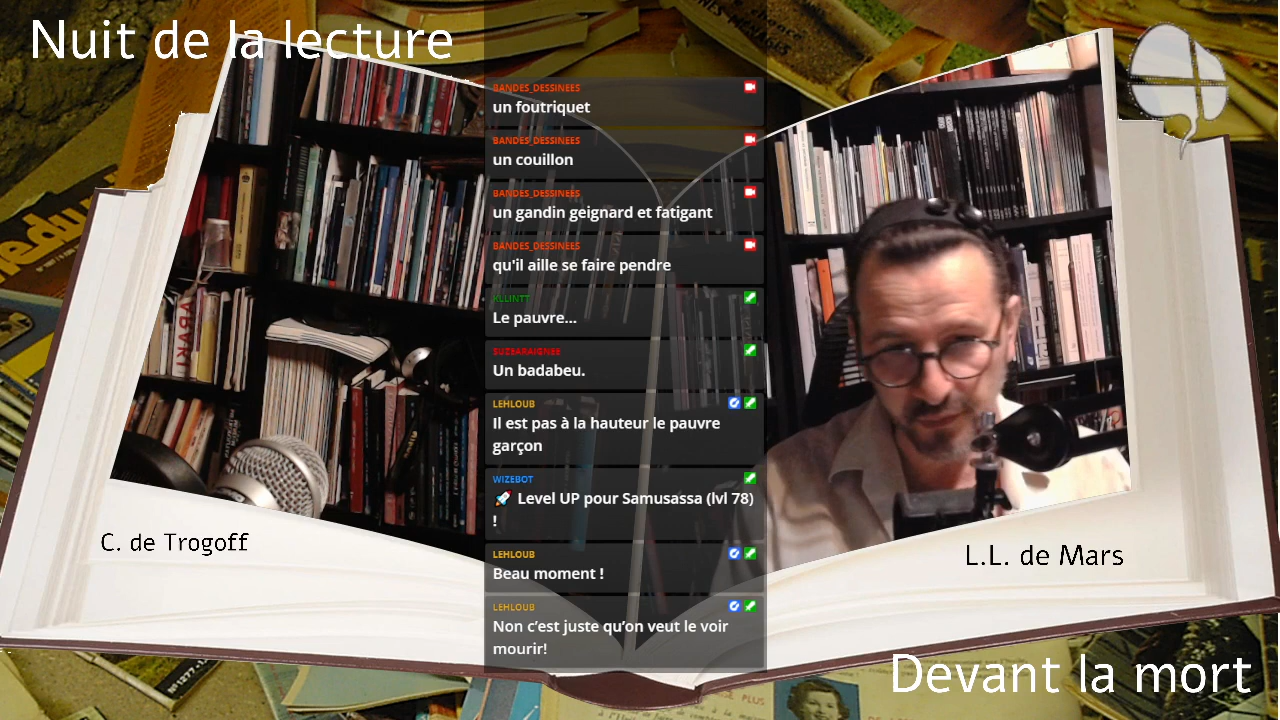 Nuit de la lecture
BANDES_DESSINEES
un foutriquet
BANDES_DESSINEES
un couillon
BANDES_DESSINEES
un gandin geignard et fatigant
BANDES_DESSINEES
qu'il aille se faire pendre
XLLINTT
Le pauvre...
SUZEARAIGNEE
Un badabeu.
LEHLOUB
Il est pas à la hauteur le pauvre
garçon
WIZEBOT
🚀 Level UP pour Samusassa (lvl 78)
!
LEHLOUB
Beau moment !
LEHLOUB
Non c’est juste qu’on veut le voir
mourir!
C. de Trogoff
L.L. de Mars
Devant la mort